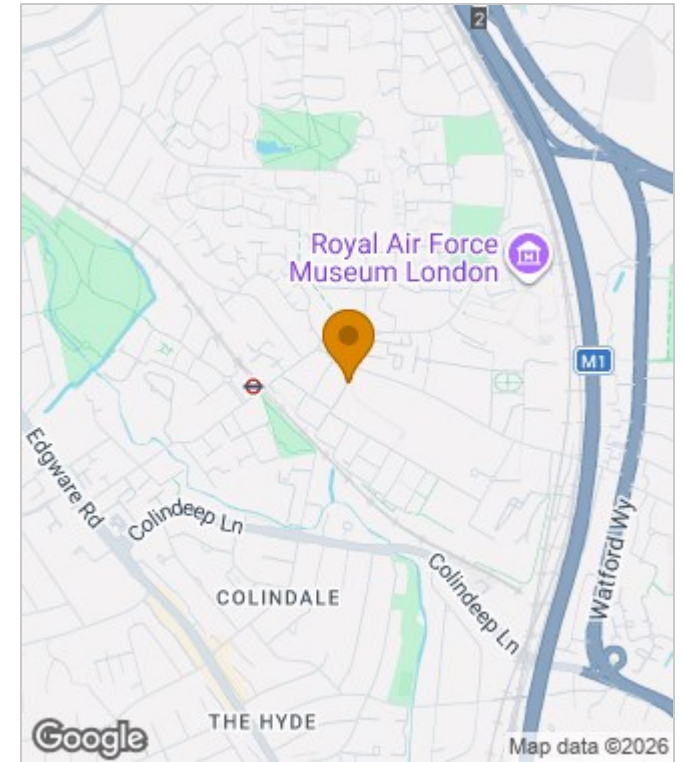 2
Royal Air Force
Museum London
M1
Edgware Rd
Colindeep Ln
Colindeep Ln
Watford Wy
COLINDALE
THE HYDE
Google
Map data ©2026